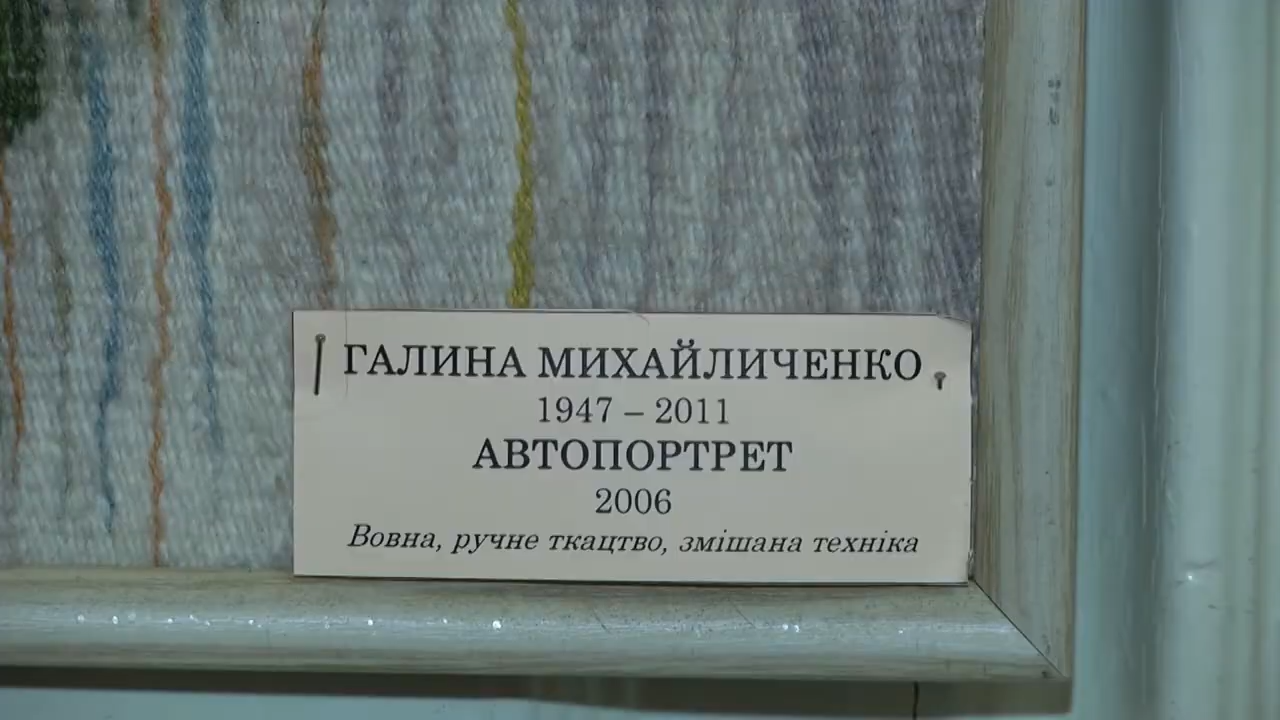 ГАЛИНА МИХАЙЛИЧЕНКО
1947 – 2011
АВТОПОРТРЕТ
2006
Вовна, ручне ткацтво, змішана техніка